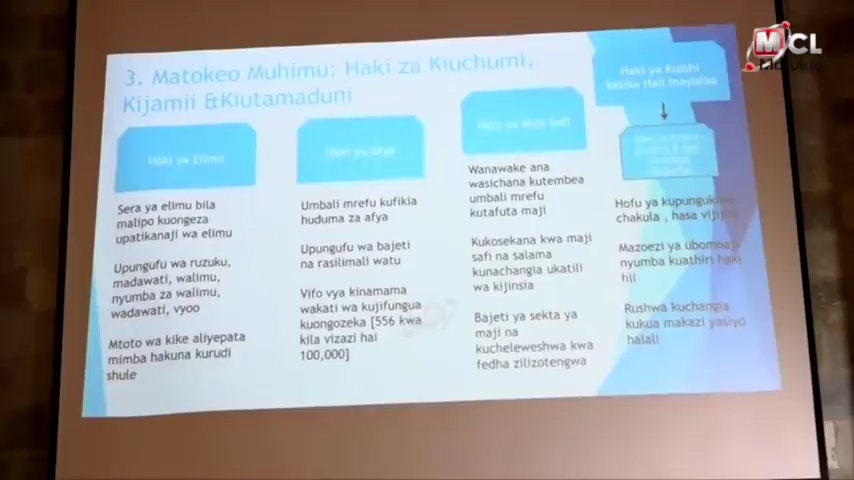 MCL
3. Matokeo Muhimu: Haki za Kiuchumi,
Kijamii &Kiutamaduni
Haki ya Elimu
Sera ya elimu bila
malipo kuongeza
upatikanaji wa elimu
Upungufu wa ruzuku,
madawati, walimu,
nyumba za walimu,
wadawati, vyoo
Mtoto wa kike aliyepata
mimba hakuna kurudi
shule
Haki ya Afya
Umbali mrefu kufikia
huduma za afya
Upungufu wa bajeti
na rasilimali watu
Vifo vya kinamama
wakati wa kujifungua
kuongozeka [556 kwa
kila vizazi hai
100,000]
Haki ya Maji Safi
Wanawake ana
wasichana kutembea
umbali mrefu
kutafuta maji
Kukosekana kwa maji
safi na salama
kunachangia ukatili
wa kijinsia
Bajeti ya sekta ya
maji na
kucheleweshwa kwa
fedha zilizotengwa
Haki ya Kuishi
katika Hali Inayofaa
Hofu ya kupungukiwa
chakula , hasa vijijini
Mazoezi ya ubomoaji
nyumba kuathiri haki
hii
Rushwa kuchangia
kukua makazi yasiyo
halali